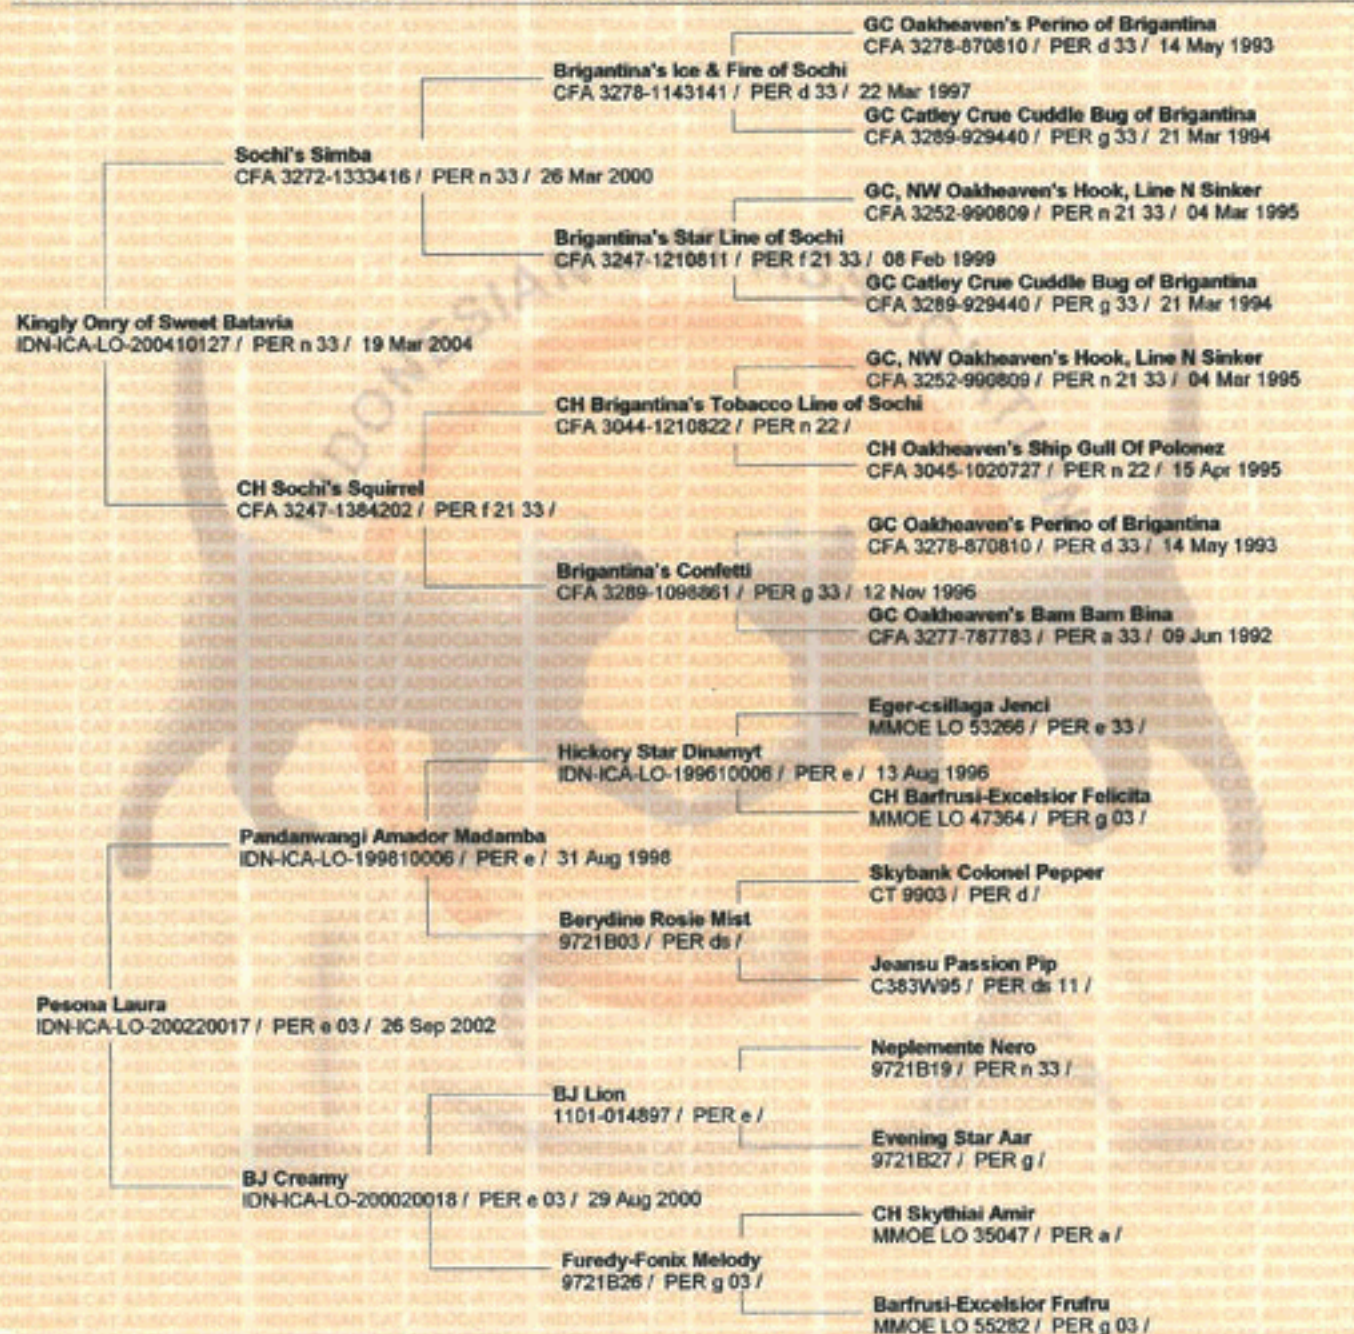 GC Oakheaven's Perino of Brigantina
CFA 3278-870810 / PER d 33 / 14 May 1993
Brigantina's Ice & Fire of Sochi
CFA 3278-1143141 / PER d 33 / 22 Mar 1997
GC Catley Crue Cuddle Bug of Brigantina
CFA 3289-929440 / PER g 33 / 21 Mar 1994
Sochi's Simba
CFA 3272-1333416 / PER n 33 / 26 Mar 2000
GC, NW Oakheaven's Hook, Line N Sinker
CFA 3252-990809 / PER n 21 33 / 04 Mar 1995
Brigantina's Star Line of Sochi
CFA 3247-1210811 / PER f 21 33 / 08 Feb 1999
GC Catley Crue Cuddle Bug of Brigantina
CFA 3289-929440 / PER g 33 / 21 Mar 1994
Kingly Onry of Sweet Batavia
IDN-ICA-LO-200410127 / PER n 33 / 19 Mar 2004
GC, NW Oakheaven's Hook, Line N Sinker
CFA 3252-990809 / PER n 21 33 / 04 Mar 1995
CH Brigantina's Tobacco Line of Sochi
CFA 3044-1210822 / PER n 22 /
CH Oakheaven's Ship Gull Of Polonez
CFA 3045-1020727 / PER n 22 / 15 Apr 1995
CH Sochi's Squirrel
CFA 3247-1384202 / PER f 21 33 /
GC Oakheaven's Perino of Brigantina
CFA 3278-870810 / PER d 33 / 14 May 1993
Brigantina's Confetti
CFA 3289-1098861 / PER g 33 / 12 Nov 1996
GC Oakheaven's Bam Bam Bina
CFA 3277-787783 / PER a 33 / 09 Jun 1992
Eger-csillaga Jenci
MMOE LO 53266 / PER e 33 /
Hickory Star Dinamyt
IDN-ICA-LO-199610006 / PER e / 13 Aug 1996
CH Barfrusi-Excelsior Felicita
MMOE LO 47364 / PER g 03 /
Pandanwangi Amador Madamba
IDN-ICA-LO-199810006 / PER e / 31 Aug 1998
Skybank Colonel Pepper
CT 9903 / PER d /
Berydine Rosie Mist
9721B03 / PER ds /
Jeansu Passion Pip
C383W95 / PER ds 11 /
Pesona Laura
IDN-ICA-LO-200220017 / PER e 03 / 26 Sep 2002
Neplemente Nero
9721B19 / PER n 33 /
BJ Lion
1101-014897 / PER e /
Evening Star Aar
9721B27 / PER g /
BJ Creamy
IDN-ICA-LO-200020018 / PER e 03 / 29 Aug 2000
CH Skythiai Amir
MMOE LO 35047 / PER a /
Furedy-Fonix Melody
9721B26 / PER g 03 /
Barfrusi-Excelsior Frufru
MMOE LO 55282 / PER g 03 /
INDONESIAN CAT ASSOCIATION